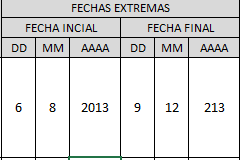 FECHAS EXTREMAS
FECHA INCIAL FECHA FINAL
DD MM AAAA DD MM AAAA
6 8 2013 9 12 213